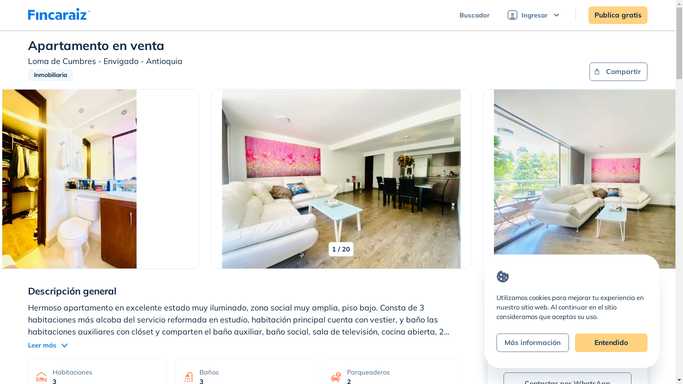 Fincaraiz
Buscador
Ingresar
Publica gratis
Apartamento en venta
Loma de Cumbres - Envigado - Antioquia
Inmobiliaria
Compartir
1 / 20
Descripción general
Hermoso apartamento en excelente estado muy iluminado, zona social muy amplia, piso bajo. Consta de 3
habitaciones más alcoba del servicio reformada en estudio, habitación principal cuenta con vestier, y baño las
habitaciones auxiliares con clóset y comparten el baño auxiliar, baño social, sala de televisión, cocina abierta, 2...
Leer más
Habitaciones
3
Baños
3
Parqueaderos
2
Utilizamos cookies para mejorar tu experiencia en
nuestro sitio web. Al continuar en el sitio
consideramos que aceptas su uso.
Más información
Entendido
Contactar por WhatsApp